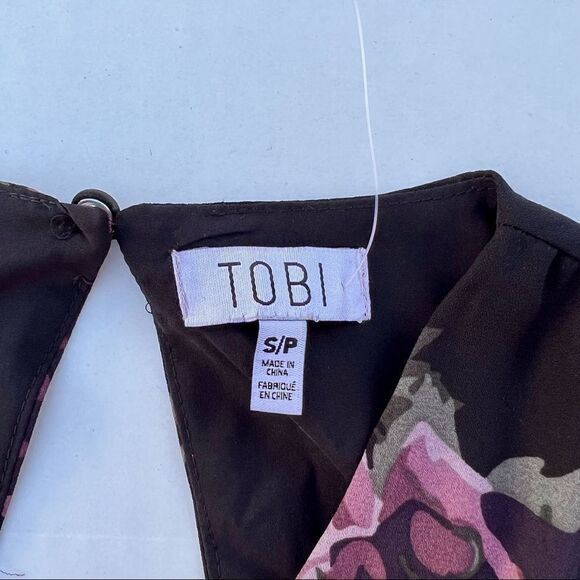 TOBI
S/P
MADE IN
CHINA
FABRIQUÉ
EN CHINE